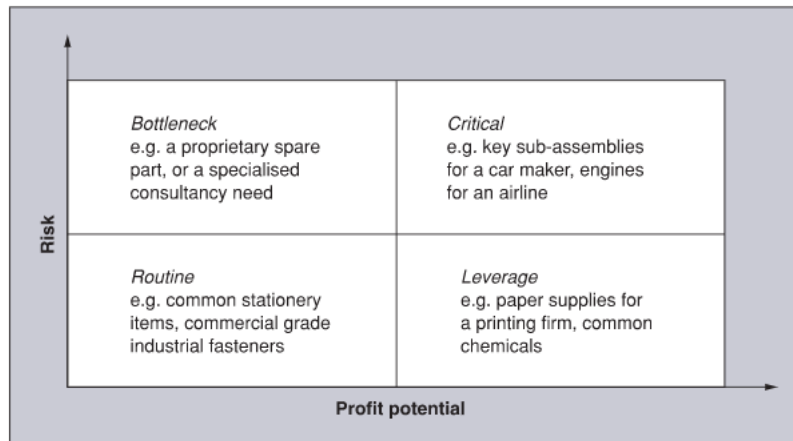 Risk
Bottleneck
e.g. a proprietary spare
part, or a specialised
consultancy need
Critical
e.g. key sub-assemblies
for a car maker, engines
for an airline
Routine
e.g. common stationery
items, commercial grade
industrial fasteners
Leverage
e.g. paper supplies for
a printing firm, common
chemicals
Profit potential